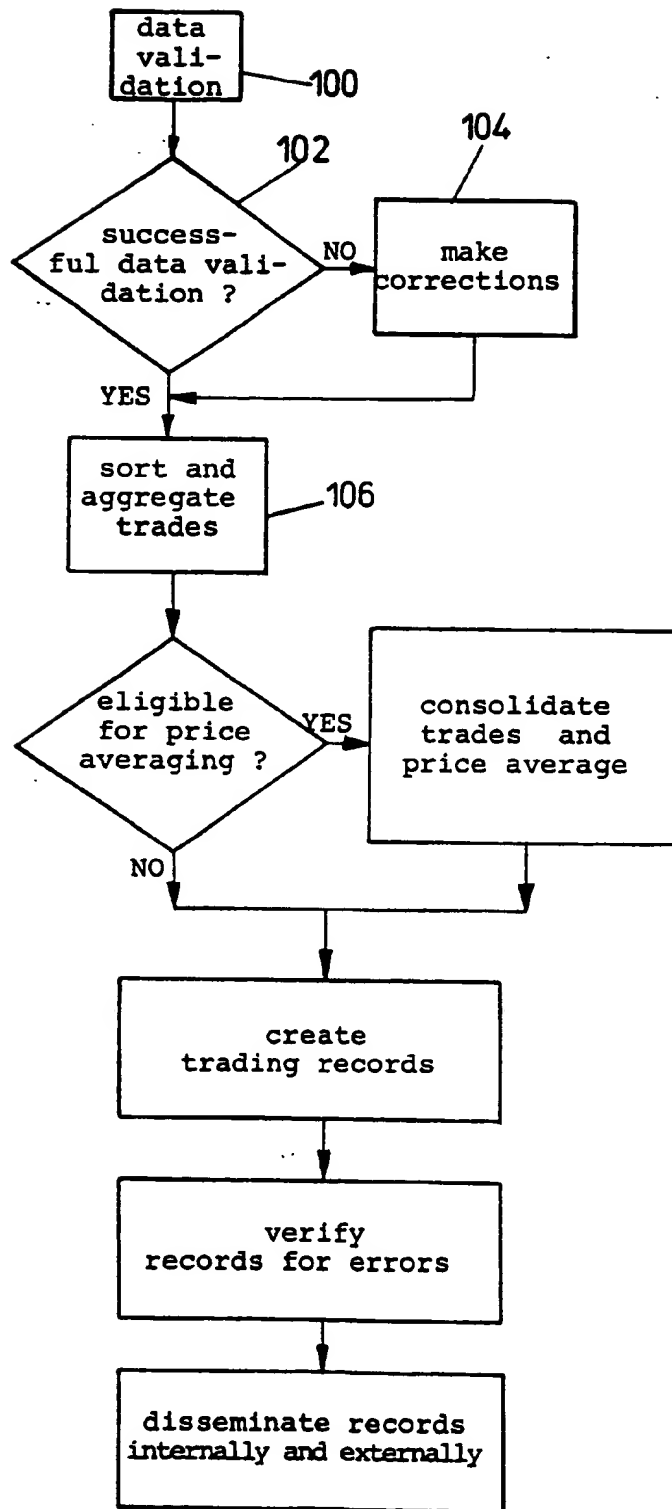 data
vali-
dation
100
102
success-
ful data vali-
dation ?
NO
104
make
corrections
YES
sort and
aggregate
trades
106
eligible
for price
averaging ?
YES
consolidate
trades and
price average
NO
create
trading records
verify
records for errors
disseminate records
internally and externally